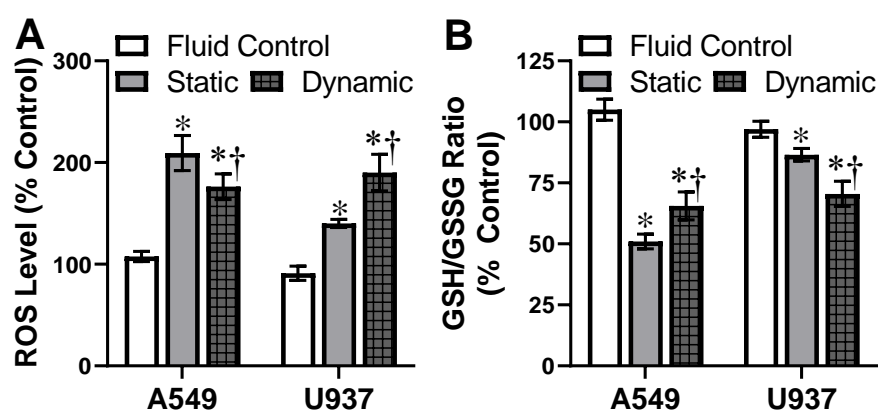 A
Fluid Control
Static Dynamic
ROS Level (% Control)
300
200
100
0
* *† * *†
A549 U937
B
Fluid Control
Static Dynamic
GSH/GSSG Ratio
(% Control)
125
100
75
50
25
0
* *† * *†
A549 U937